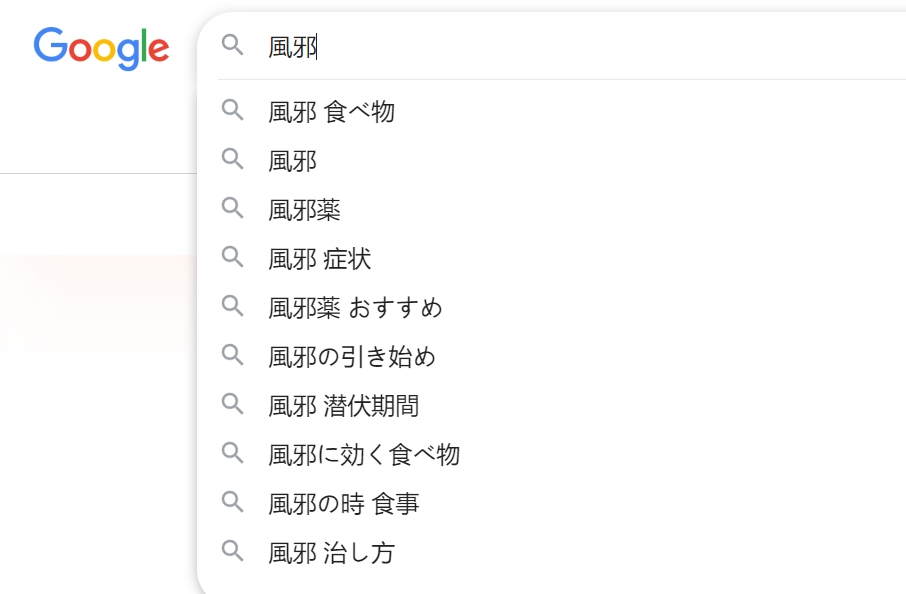 Google
風邪
風邪 食べ物
風邪
風邪薬
風邪 症状
風邪薬 おすすめ
風邪の引き始め
風邪 潜伏期間
風邪に効く食べ物
風邪の時 食事
風邪 治し方